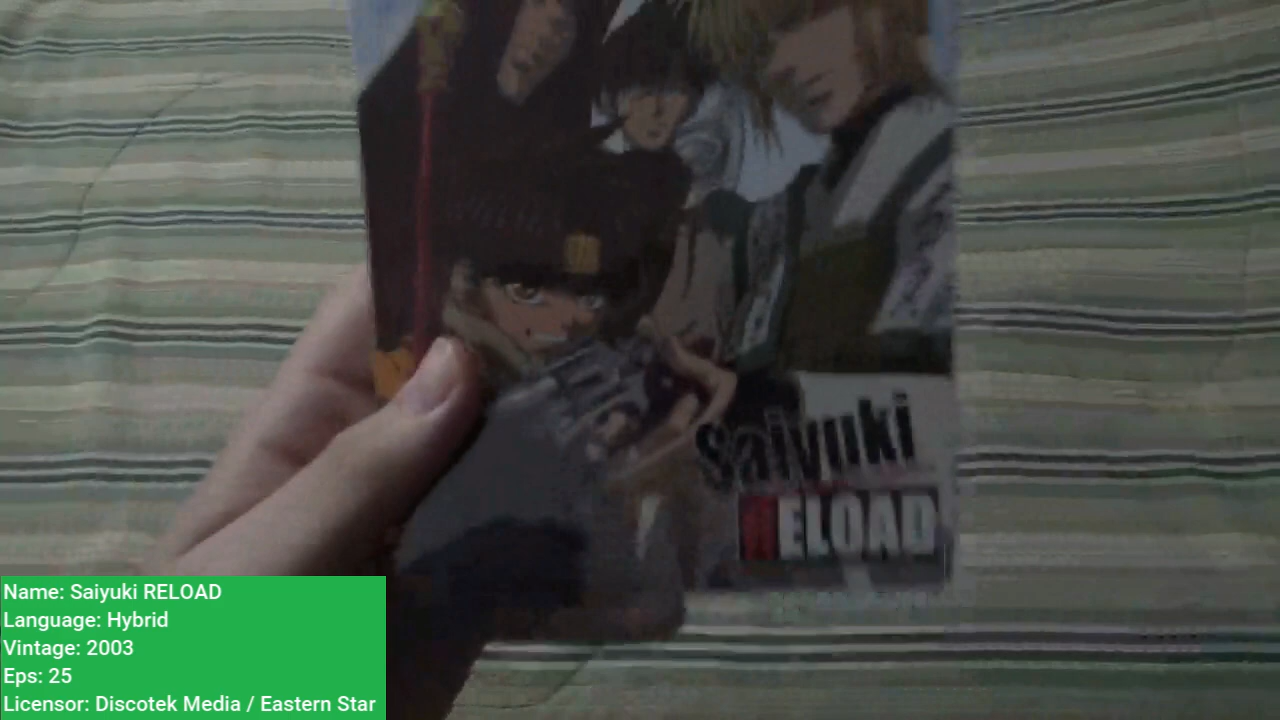 Saiyuki
RELOAD
Name: Saiyuki RELOAD
Language: Hybrid
Vintage: 2003
Eps: 25
Licensor: Discotek Media / Eastern Star